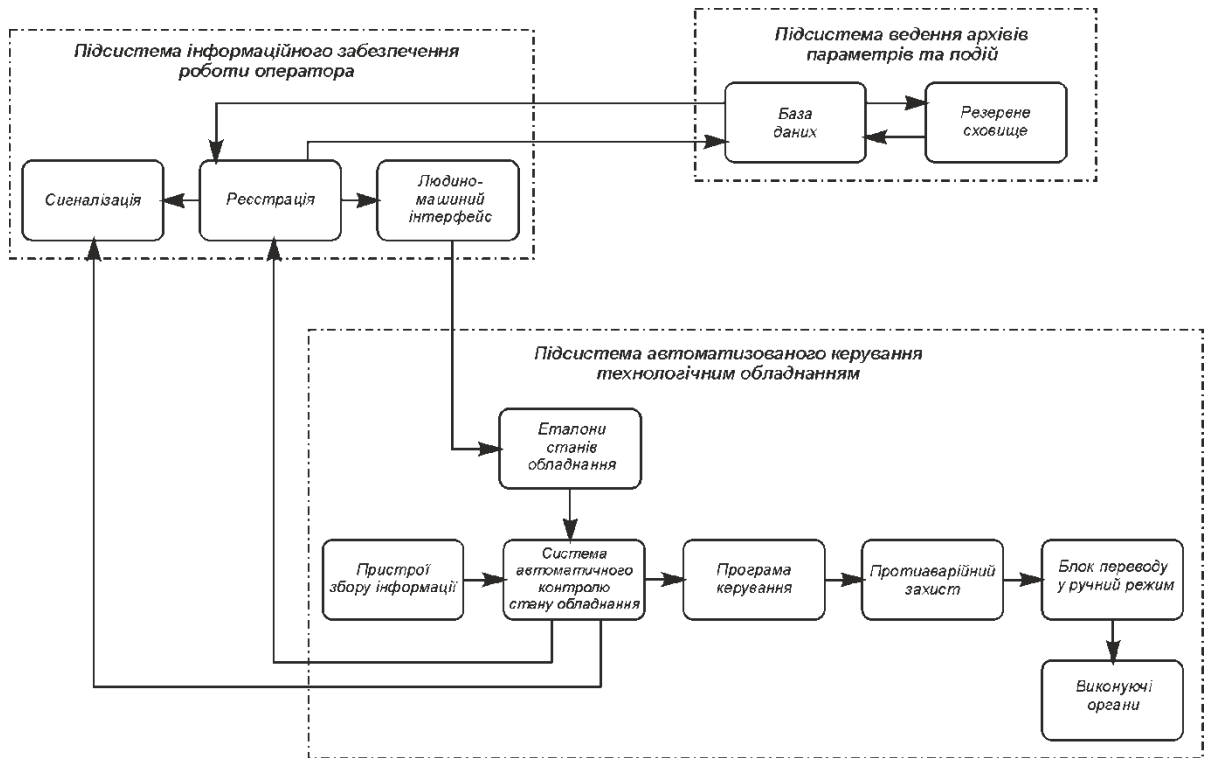 Підсистема інформаційного забезпечення
роботи оператора
Підсистема ведення архівів
параметрів та подій
База
даних
Резерене
сховище
Сигналізація
Реєстрація
Людино-
машиний
інтерфейс
Підсистема автоматизованого керування
технологічним обладнанням
Еталони
станів
обладнання
Пристрої
збору інформації
Система
автоматичного
контролю
стану обладнання
Програма
керування
Протиаварійний
захист
Блок переводу
у ручний режим
Виконуючі
органи